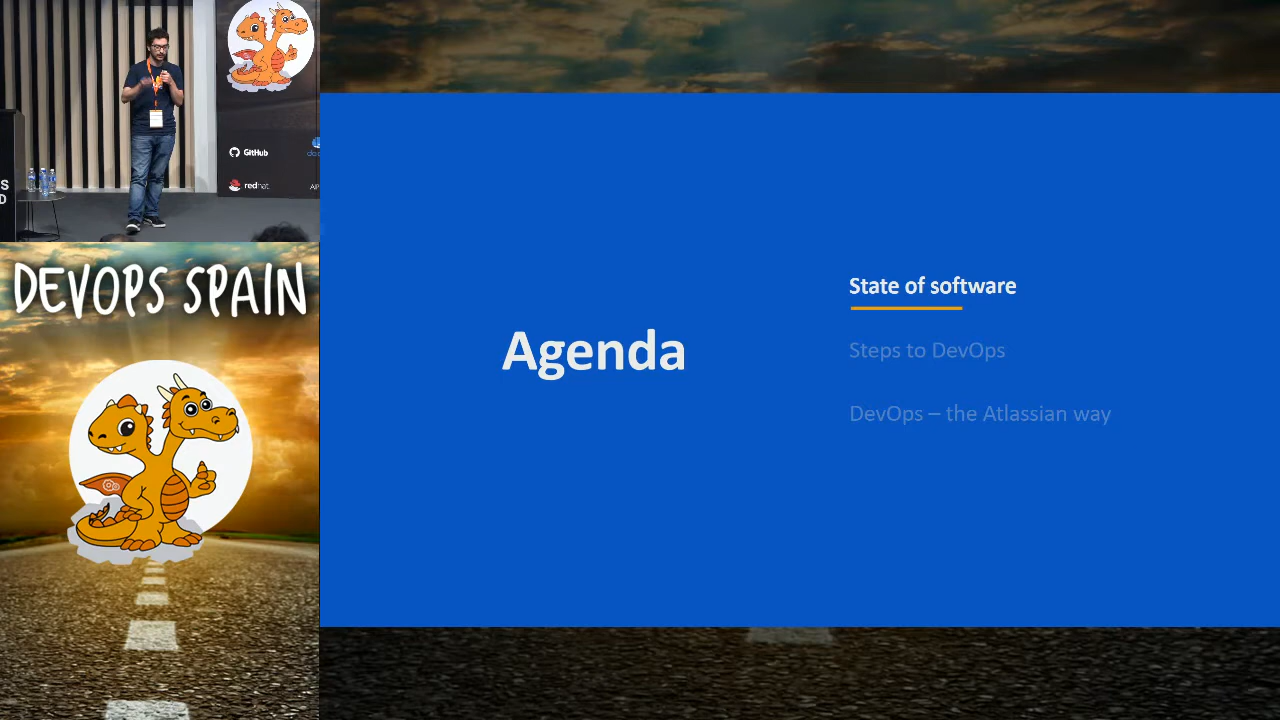 GitHub
redhat.
S
D
DEVOPS SPAIN
Agenda
State of software
Steps to DevOps
DevOps – the Atlassian way